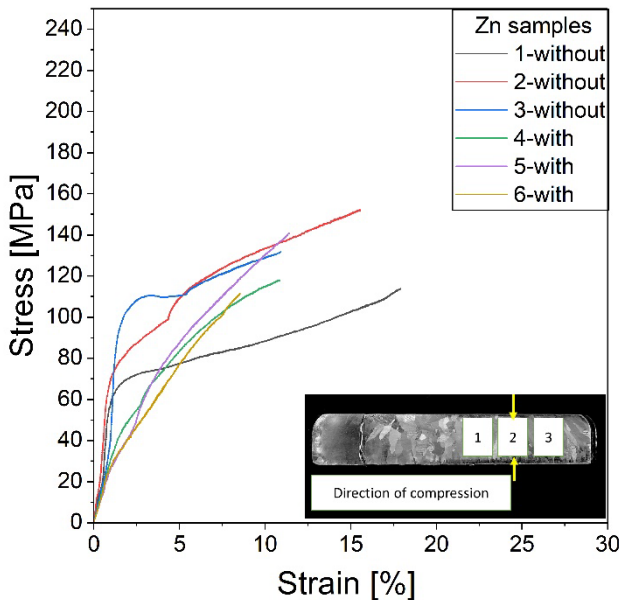 Zn samples
1-without
2-without
3-without
4-with
5-with
6-with
Stress [MPa]
240
220
200
180
160
140
120
100
80
60
40
20
0
1 2 3
Direction of compression
0 5 10 15 20 25 30
Strain [%]